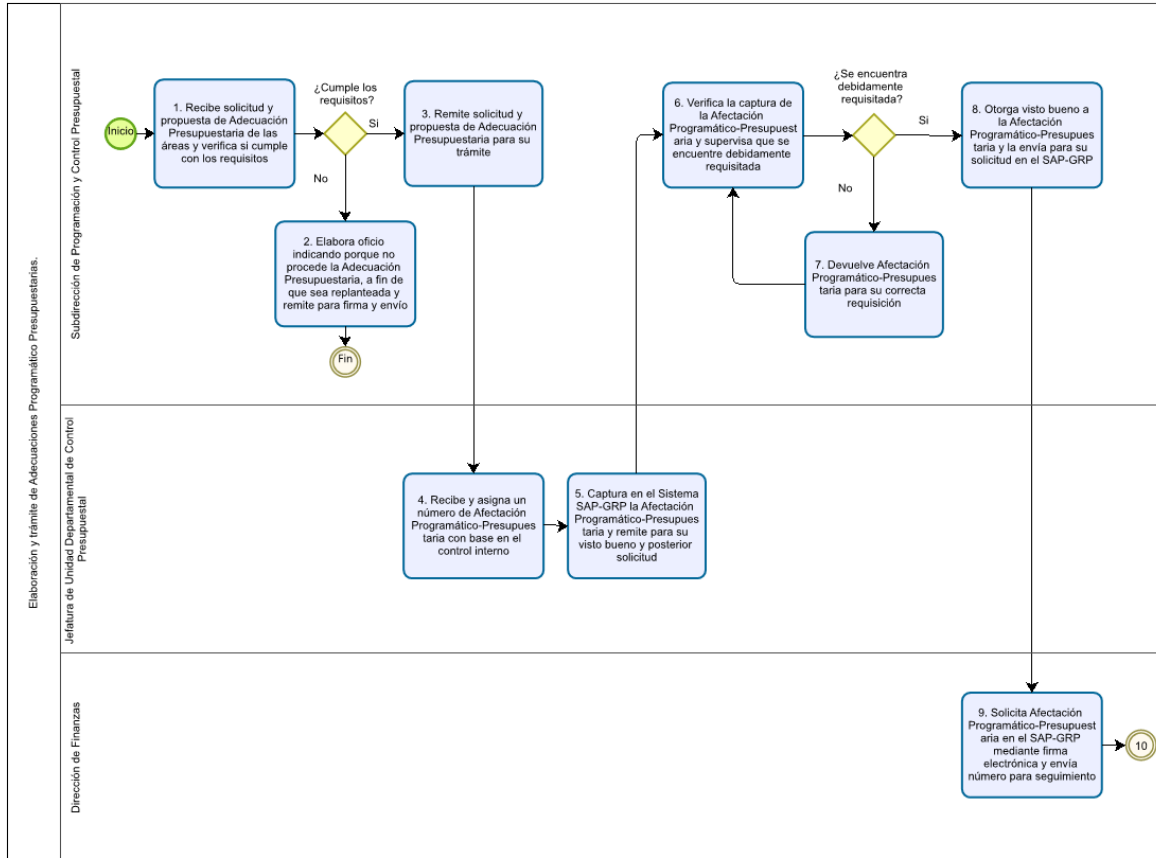 Elaboración y trámite de Adecuaciones Programático Presupuestarias.
Subdirección de Programación y Control Presupuestal
Inicio
1. Recibe solicitud y
propuesta de Adecuación
Presupuestaria de las
áreas y verifica si cumple
con los requisitos
¿Cumple los
requisitos?
Si
No
2. Elabora oficio
indicando porque no
procede la Adecuación
Presupuestaria, a fin de
que sea replanteada y
remite para firma y envío
Fin
3. Remite solicitud y
propuesta de Adecuación
Presupuestaria para su
trámite
6. Verifica la captura de
la Afectación
Programático-Presupuest
aria y supervisa que se
encuentre debidamente
requisitada
¿Se encuentra
debidamente
requisitada?
Si
No
7. Devuelve Afectación
Programático-Presupues
taria para su correcta
requisición
8. Otorga visto bueno a
la Afectación
Programático-Presupues
taria y la envía para su
solicitud en el SAP-GRP
Jefatura de Unidad Departamental de Control
Presupuestal
4. Recibe y asigna un
número de Afectación
Programático-Presupues
taria con base en el
control interno
5. Captura en el Sistema
SAP-GRP la Afectación
Programático-Presupues
taria y remite para su
visto bueno y posterior
solicitud
Dirección de Finanzas
9. Solicita Afectación
Programático-Presupuest
aria en el SAP-GRP
mediante firma
electrónica y envía
número para seguimiento
10